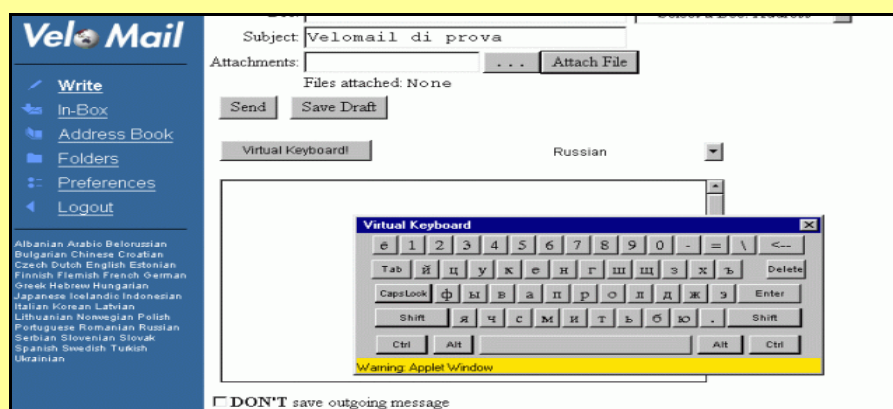 Velo Mail
Write
In-Box
Address Book
Folders
Preferences
Logout
Albanian Arabic Belorussian
Bulgarian Chinese Croatian
Czech Dutch English Estonian
Finnish Flemish French German
Greek Hebrew Hungarian
Japanese Icelandic Indonesian
Italian Korean Latvian
Lithuanian Norwegian Polish
Portuguese Romanian Russian
Serbian Slovenian Slovak
Spanish Swedish Turkish
Ukrainian
Subject: Velomail di prova
Attachments: ... Attach File
Files attached: None
Send Save Draft
Virtual Keyboard! Russian
Virtual Keyboard
ё 1 2 3 4 5 6 7 8 9 0 - = \ <--
Tab й ц у к е н г ш щ з х ъ Delete
CapsLock ф ы в а п р о л д ж э Enter
Shift я ч с м и т ь б ю . Shift
Ctrl Alt Alt Ctrl
Warning: Applet Window
DON'T save outgoing message